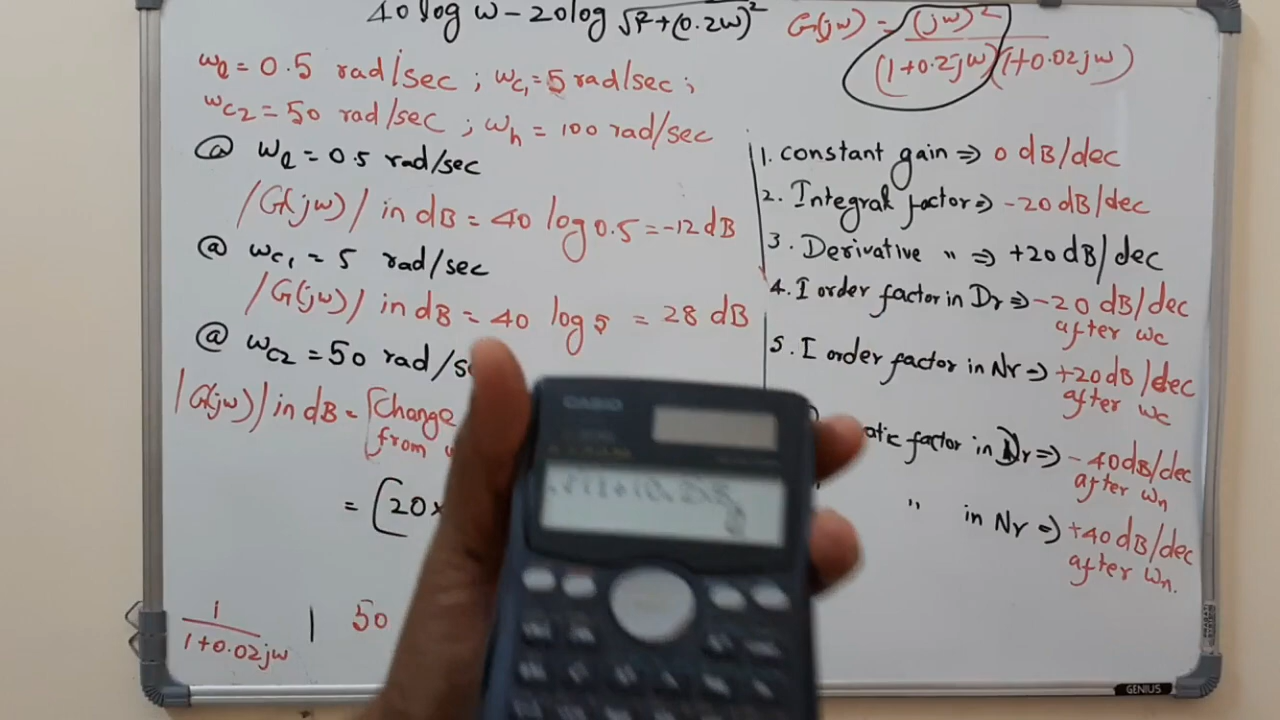 40 log ω - 20 log √1²+(0.2ω)²
G(jω) = (jω)² / (1+0.2jω)(1+0.02jω)
ωl = 0.5 rad/sec ; ωc1 = 5 rad/sec ;
ωc2 = 50 rad/sec ; ωh = 100 rad/sec
@ ωl = 0.5 rad/sec
|G(jω)| in dB = 40 log 0.5 = -12 dB
@ ωc1 = 5 rad/sec
|G(jω)| in dB = 40 log 5 = 28 dB
@ ωc2 = 50 rad/s
|G(jω)| in dB = [Change
from
= (20×
1 / 1+0.02jω | 50
1. constant gain ⇒ 0 dB/dec
2. Integral factor ⇒ -20 dB/dec
3. Derivative " ⇒ +20 dB/dec
4. I order factor in Dr ⇒ -20 dB/dec
after ωc
5. I order factor in Nr ⇒ +20 dB/dec
after ωc
atic factor in Dr ⇒ -40 dB/dec
after ωn
" in Nr ⇒ +40 dB/dec
after ωn.
CASIO
GENIUS